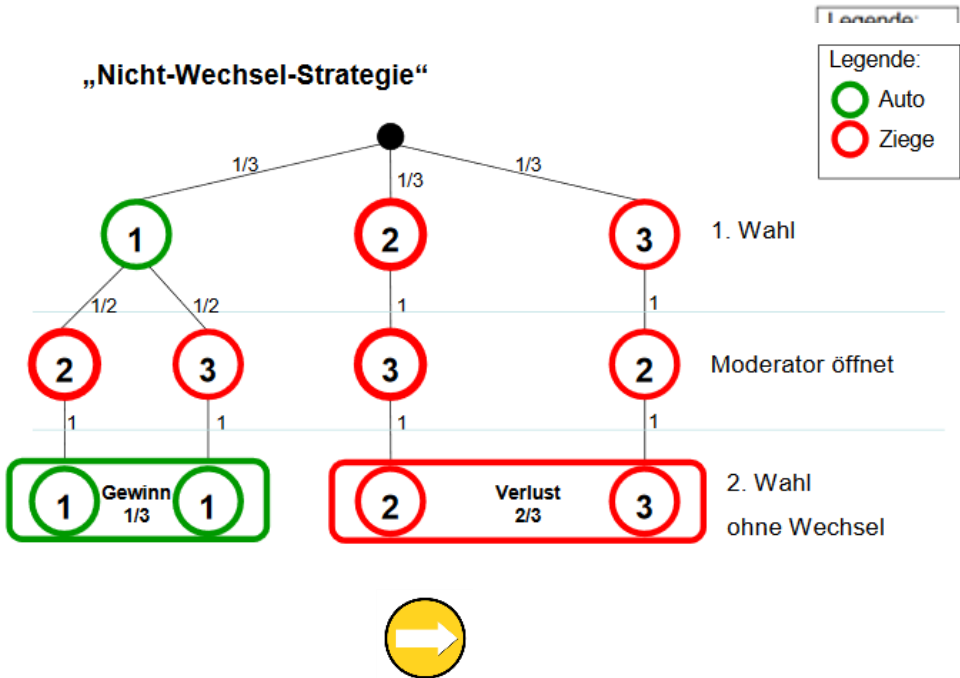 Legende:
Legende:
„Nicht-Wechsel-Strategie“
Auto
Ziege
1/3
1/3
1/3
1
2
3
1. Wahl
1/2
1/2
1
1
2
3
3
2
Moderator öffnet
1
1
1
1
1
Gewinn
1/3
1
2
Verlust
2/3
3
2. Wahl
ohne Wechsel